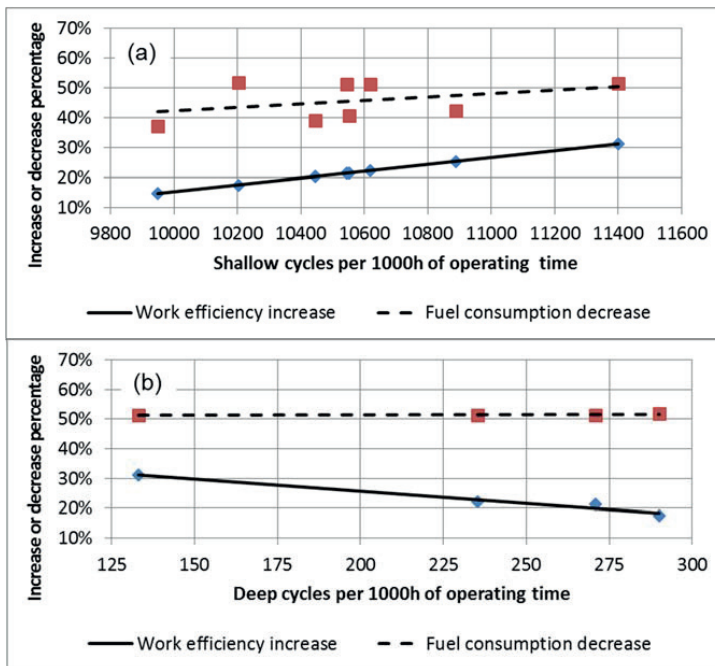 (a)
Increase or decrease percentage
70%
60%
50%
40%
30%
20%
10%
9800 10000 10200 10400 10600 10800 11000 11200 11400 11600
Shallow cycles per 1000h of operating time
Work efficiency increase Fuel consumption decrease
(b)
Increase or decrease percentage
70%
60%
50%
40%
30%
20%
10%
125 150 175 200 225 250 275 300
Deep cycles per 1000h of operating time
Work efficiency increase Fuel consumption decrease